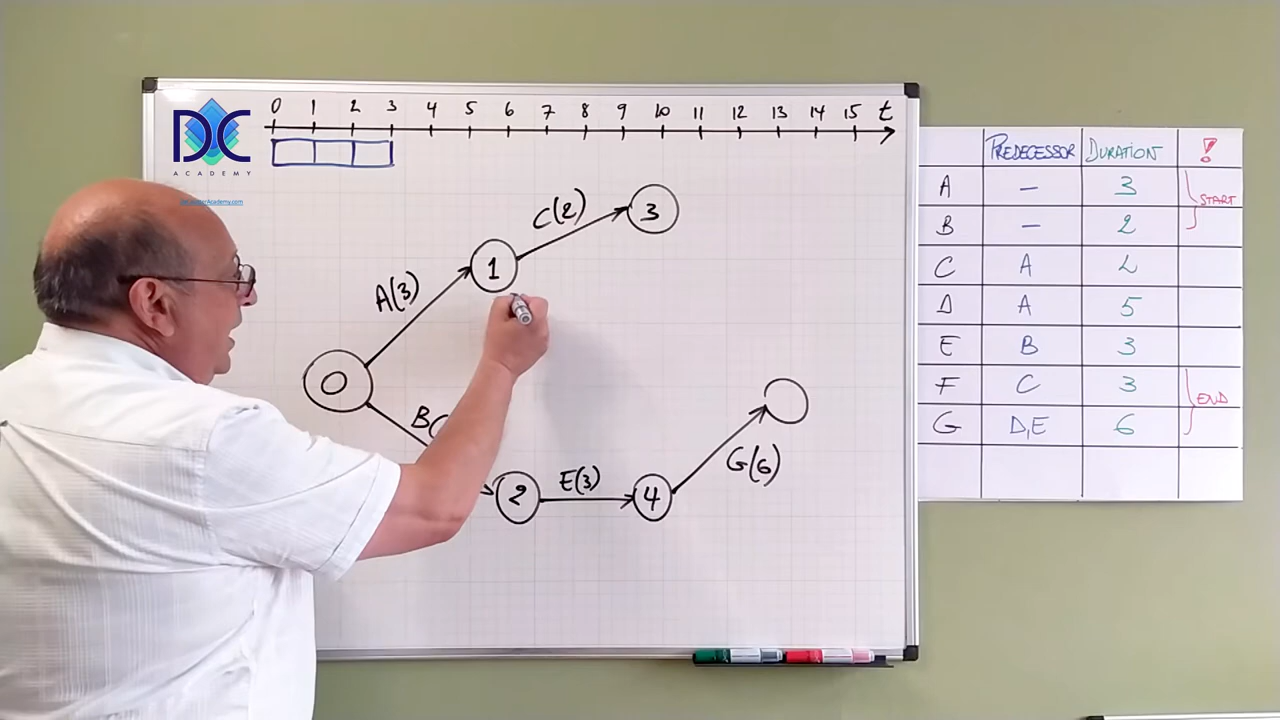 0 1 2 3 4 5 6 7 8 9 10 11 12 13 14 15 t
DC
ACADEMY
C(2)
3
1
A(3)
0
B(
E(3)
2
4
G(6)
PREDECESSOR DURATION !
A - 3
B - 2
START
C A 2
D A 5
E B 3
F C 3
G D,E 6
END